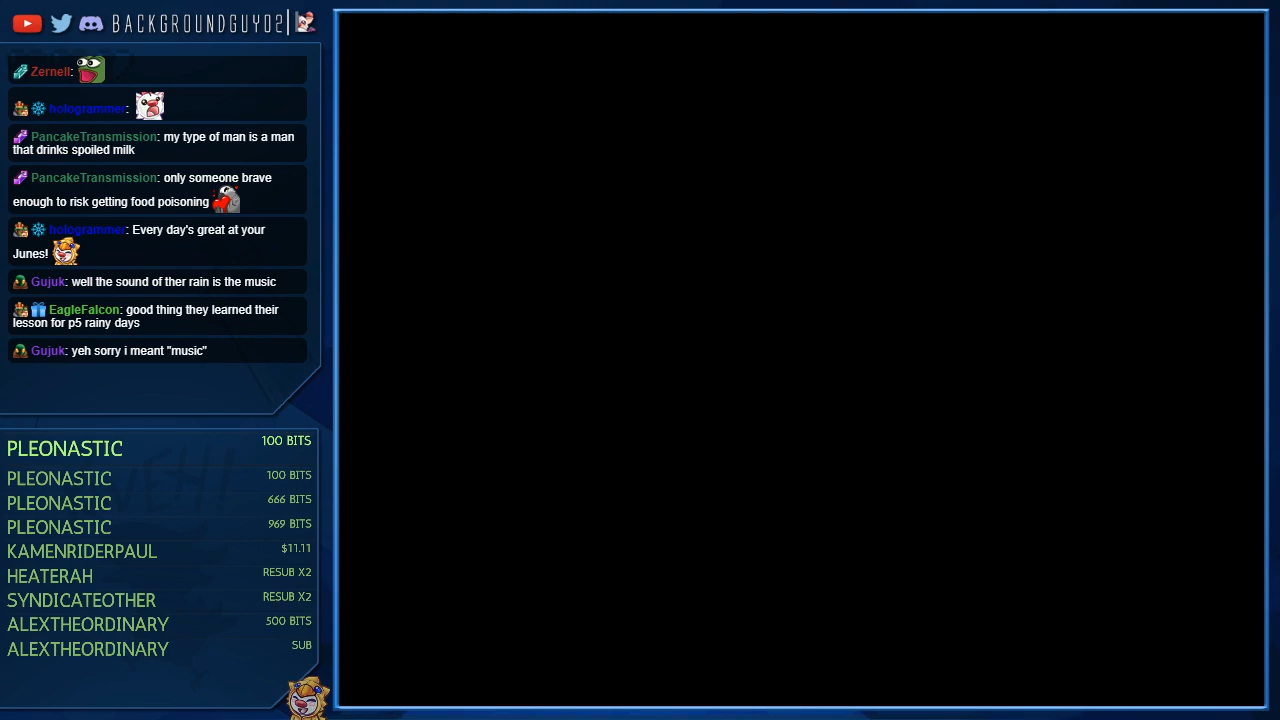 BACKGROUNDGUY02
Zernell:
hologrammer:
PancakeTransmission: my type of man is a man
that drinks spoiled milk
PancakeTransmission: only someone brave
enough to risk getting food poisoning
hologrammer: Every day's great at your
Junes!
Gujuk: well the sound of ther rain is the music
EagleFalcon: good thing they learned their
lesson for p5 rainy days
Gujuk: yeh sorry i meant "music"
PLEONASTIC 100 BITS
PLEONASTIC 100 BITS
PLEONASTIC 666 BITS
PLEONASTIC 969 BITS
KAMENRIDERPAUL $11.11
HEATERAH RESUB X2
SYNDICATEOTHER RESUB X2
ALEXTHEORDINARY 500 BITS
ALEXTHEORDINARY SUB